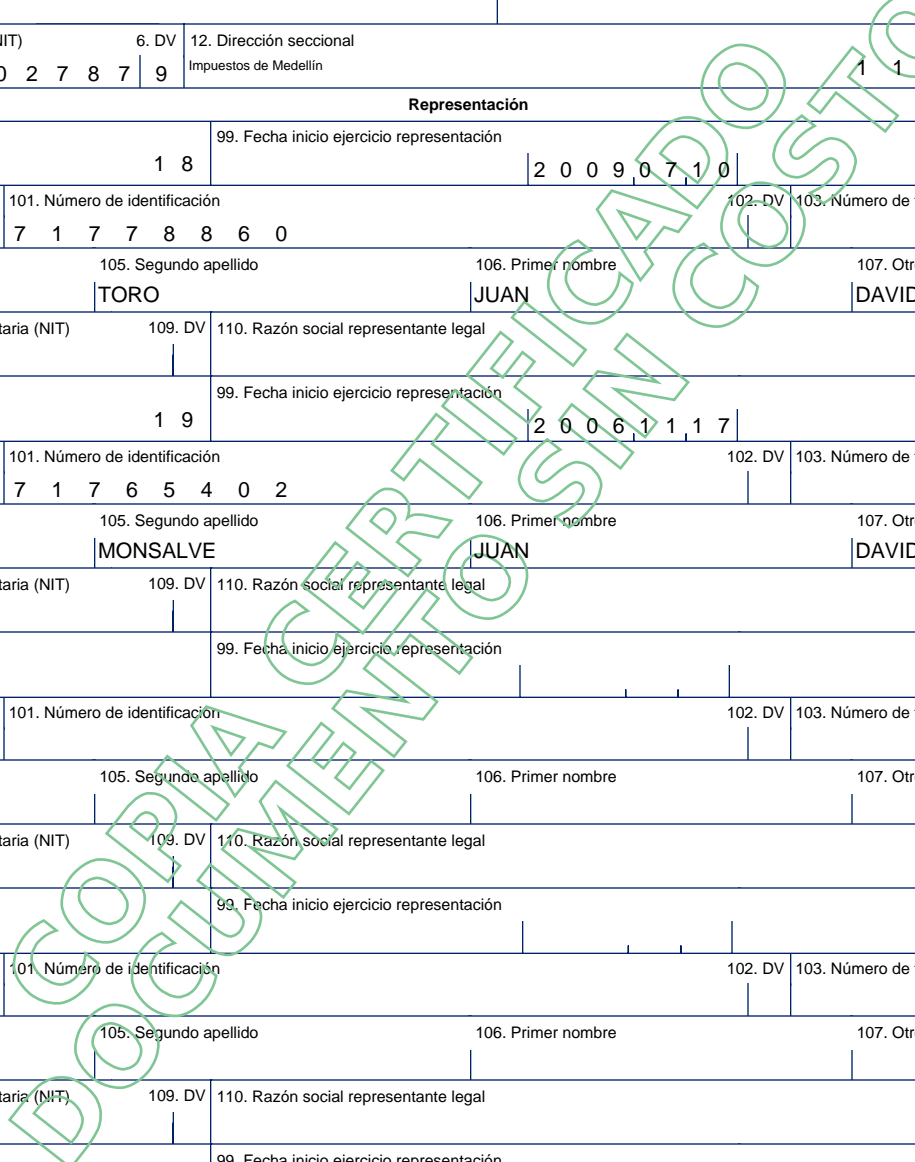 NIT) 6. DV 12. Dirección seccional
0 2 7 8 7 9 Impuestos de Medellín 1 1
Representación
99. Fecha inicio ejercicio representación
1 8 2 0 0 9 0 7 1 0
101. Número de identificación 102. DV 103. Número de
7 1 7 7 8 8 6 0
105. Segundo apellido 106. Primer nombre 107. Otr
TORO JUAN DAVID
taria (NIT) 109. DV 110. Razón social representante legal
99. Fecha inicio ejercicio representación
1 9 2 0 0 6 1 1 1 7
101. Número de identificación 102. DV 103. Número de
7 1 7 6 5 4 0 2
105. Segundo apellido 106. Primer nombre 107. Otr
MONSALVE JUAN DAVID
taria (NIT) 109. DV 110. Razón social representante legal
99. Fecha inicio ejercicio representación
101. Número de identificación 102. DV 103. Número de
105. Segundo apellido 106. Primer nombre 107. Otr
taria (NIT) 109. DV 110. Razón social representante legal
99. Fecha inicio ejercicio representación
101. Número de identificación 102. DV 103. Número de
105. Segundo apellido 106. Primer nombre 107. Otr
taria (NIT) 109. DV 110. Razón social representante legal
99. Fecha inicio ejercicio representación
COPIA CERTIFICADO
DOCUMENTO SIN COSTO